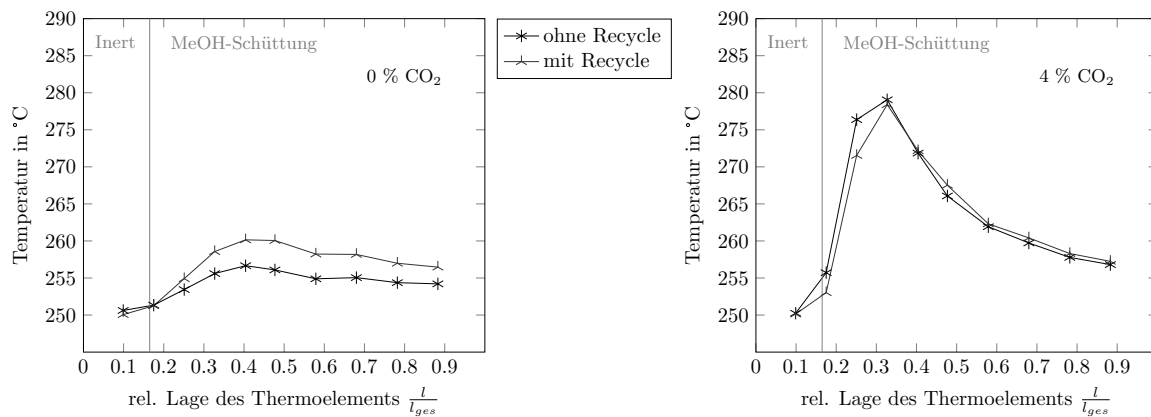 290
285
280
275
270
265
260
255
250
Temperatur in °C
Inert
MeOH-Schüttung
0 % CO₂
0 0.1 0.2 0.3 0.4 0.5 0.6 0.7 0.8 0.9
rel. Lage des Thermoelements l/l_ges
ohne Recycle
mit Recycle
290
285
280
275
270
265
260
255
250
Temperatur in °C
Inert
MeOH-Schüttung
4 % CO₂
0 0.1 0.2 0.3 0.4 0.5 0.6 0.7 0.8 0.9
rel. Lage des Thermoelements l/l_ges